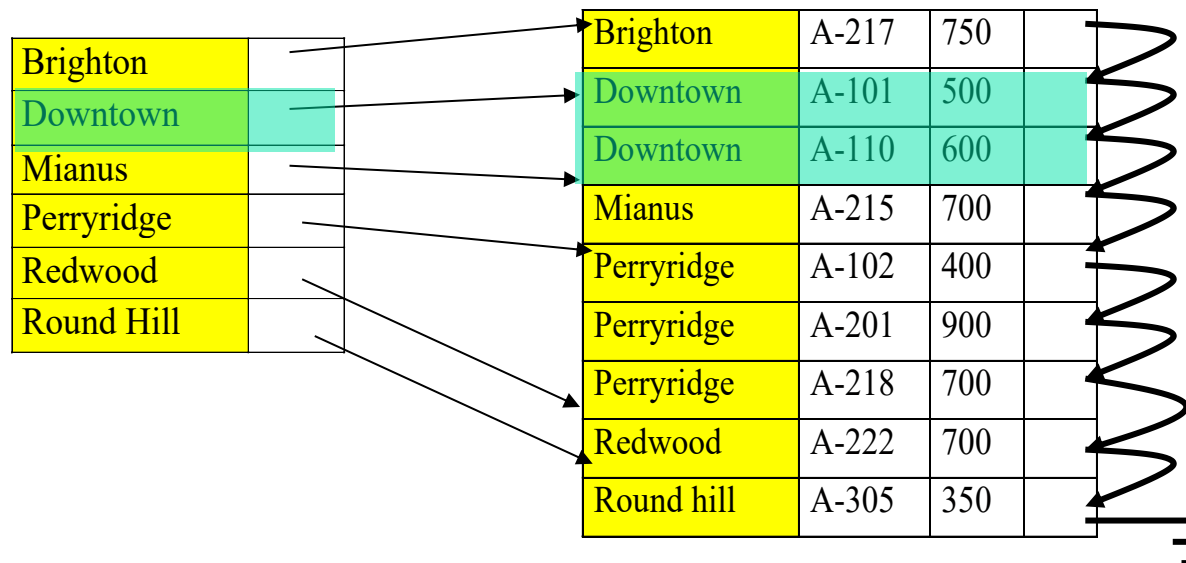 Brighton
Downtown
Mianus
Perryridge
Redwood
Round Hill
Brighton A-217 750
Downtown A-101 500
Downtown A-110 600
Mianus A-215 700
Perryridge A-102 400
Perryridge A-201 900
Perryridge A-218 700
Redwood A-222 700
Round hill A-305 350